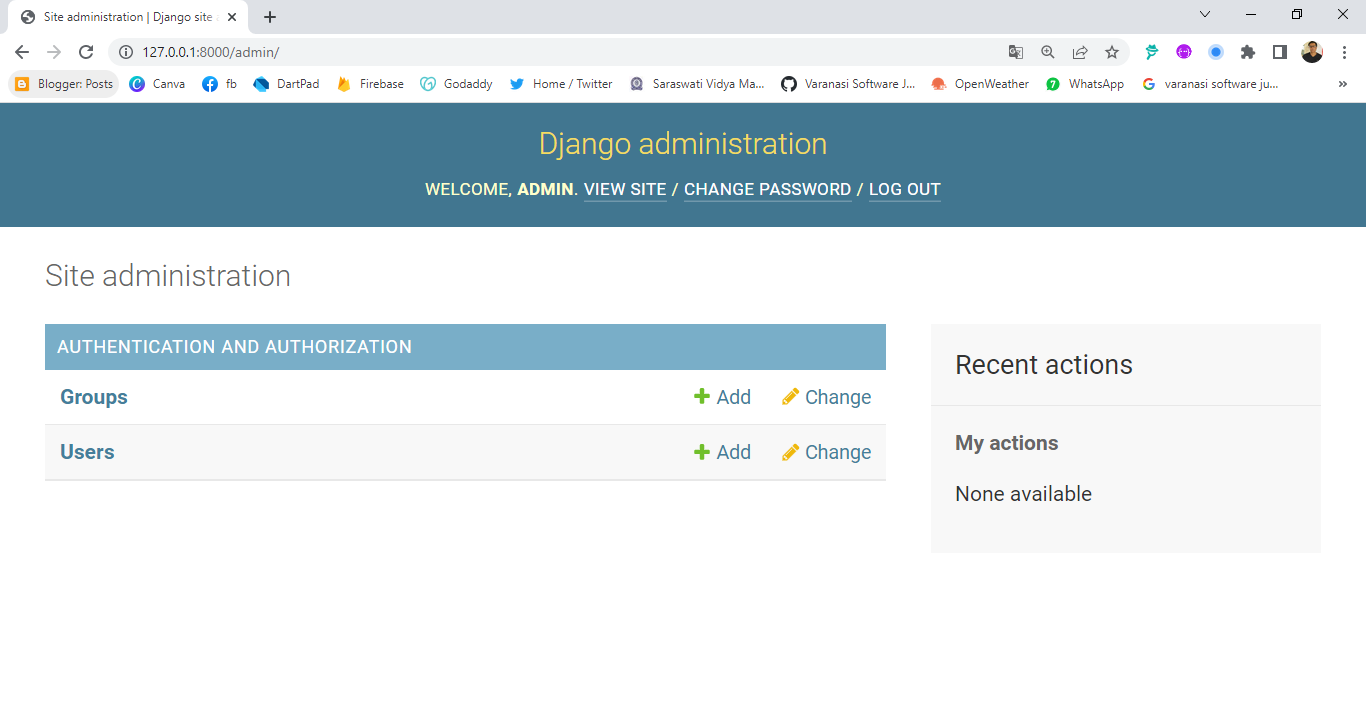 Site administration | Django site
127.0.0.1:8000/admin/
Blogger: Posts Canva fb DartPad Firebase Godaddy Home / Twitter Saraswati Vidya Ma... Varanasi Software J... OpenWeather 7 WhatsApp varanasi software ju... »
Django administration
WELCOME, ADMIN. VIEW SITE / CHANGE PASSWORD / LOG OUT
Site administration
AUTHENTICATION AND AUTHORIZATION
Groups Add Change
Users Add Change
Recent actions
My actions
None available